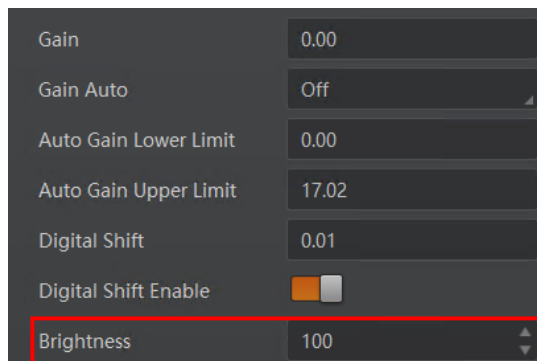 Gain 0.00
Gain Auto Off
Auto Gain Lower Limit 0.00
Auto Gain Upper Limit 17.02
Digital Shift 0.01
Digital Shift Enable
Brightness 100